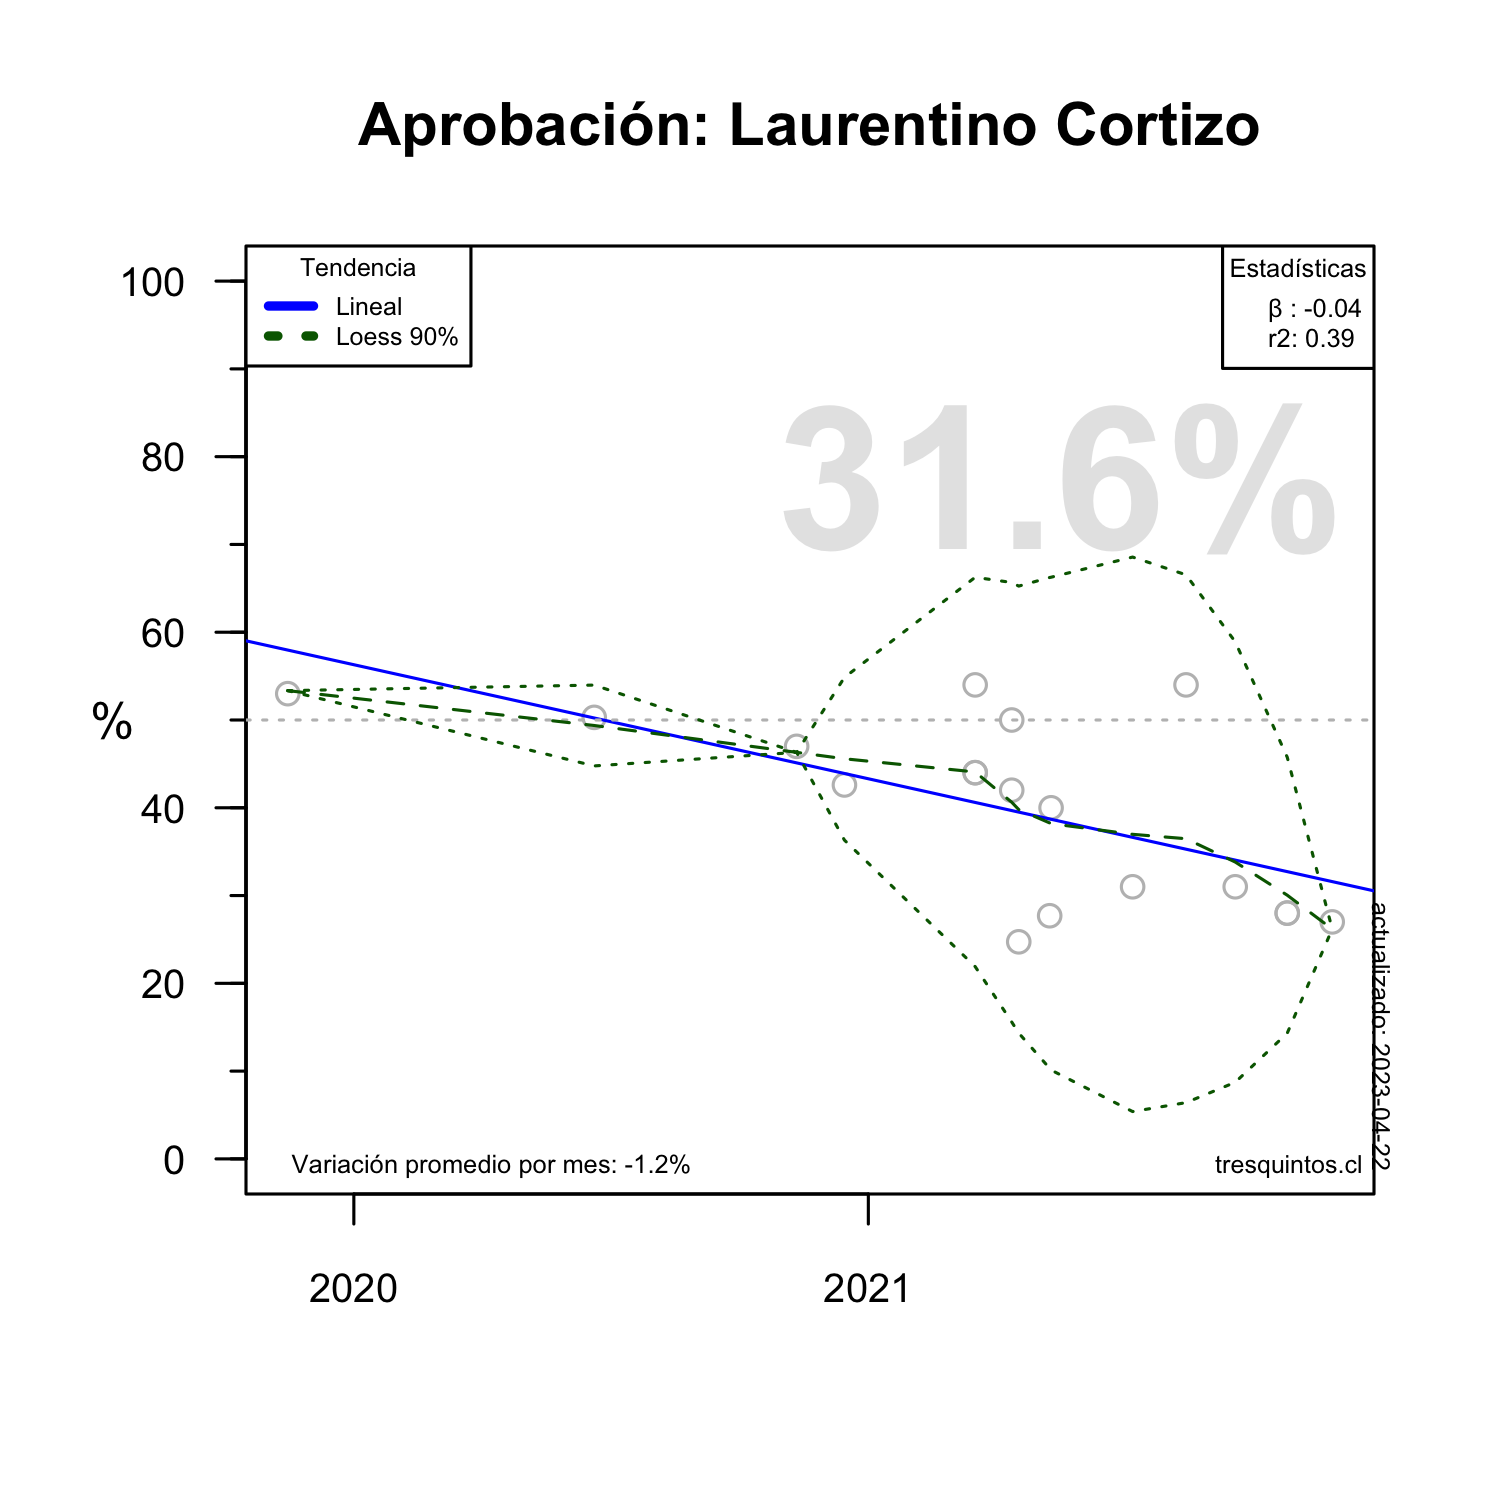 Aprobación: Laurentino Cortizo
Tendencia
Lineal
Loess 90%
Estadísticas
β : -0.04
r2: 0.39
31.6%
100
80
60
40
20
0
%
Variación promedio por mes: -1.2%
tresquintos.cl
actualizado: 2023-04-22
2020
2021